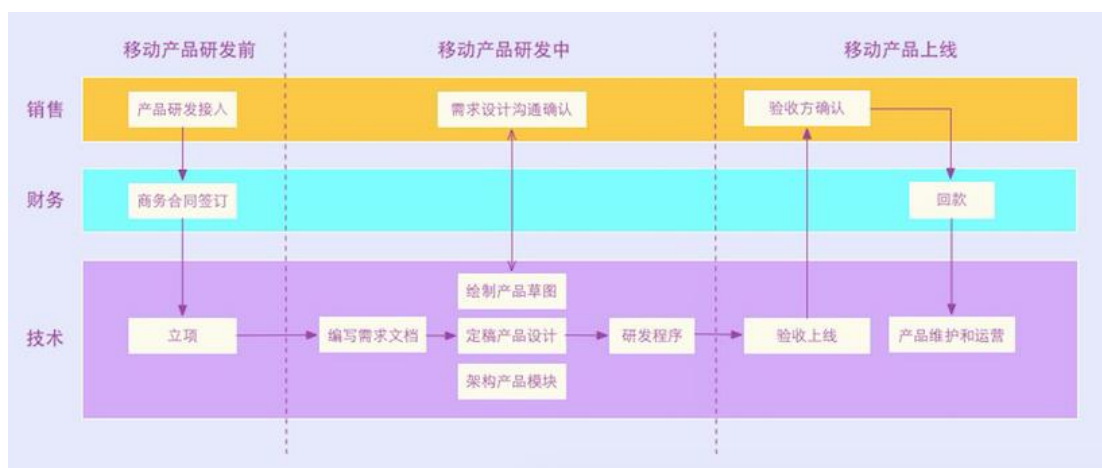 移动产品研发前
移动产品研发中
移动产品上线
销售
产品研发接入
需求设计沟通确认
验收方确认
财务
商务合同签订
回款
技术
立项
编写需求文档
绘制产品草图
定稿产品设计
架构产品模块
研发程序
验收上线
产品维护和运营